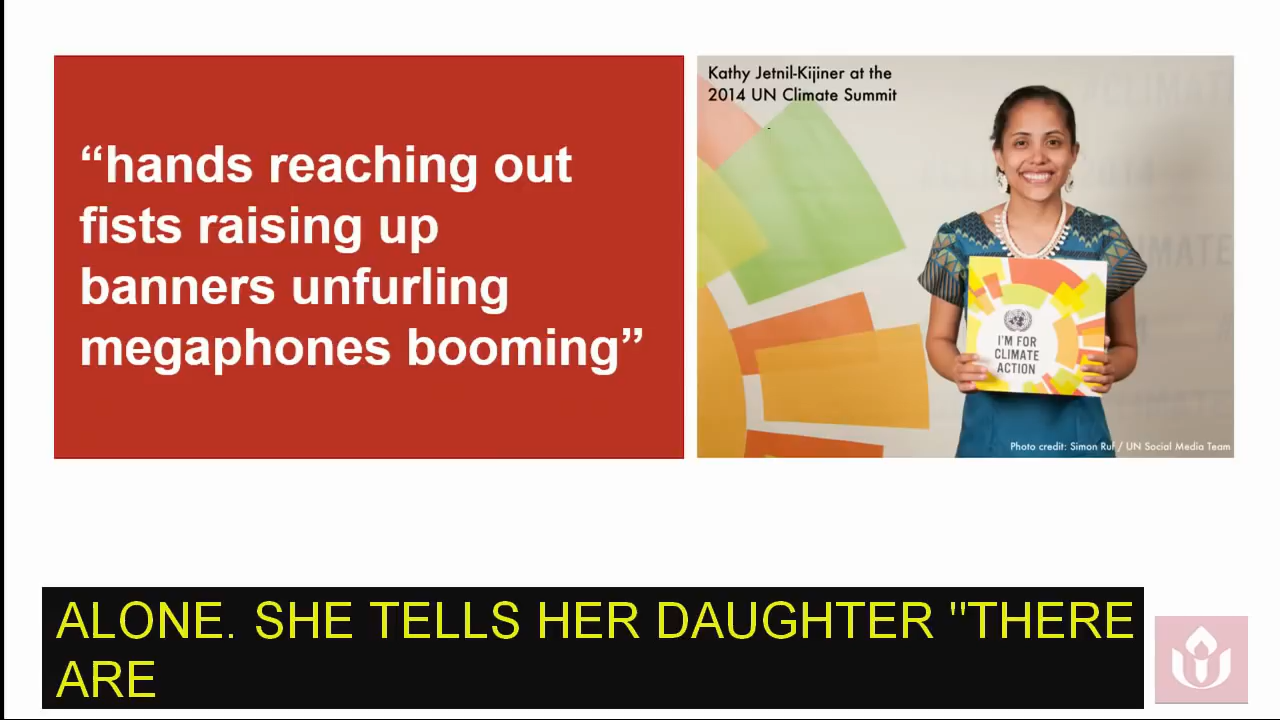 “hands reaching out
fists raising up
banners unfurling
megaphones booming”
Kathy Jetnil-Kijiner at the
2014 UN Climate Summit
I'M FOR
CLIMATE
ACTION
Photo credit: Simon Ruf / UN Social Media Team
ALONE. SHE TELLS HER DAUGHTER "THERE
ARE